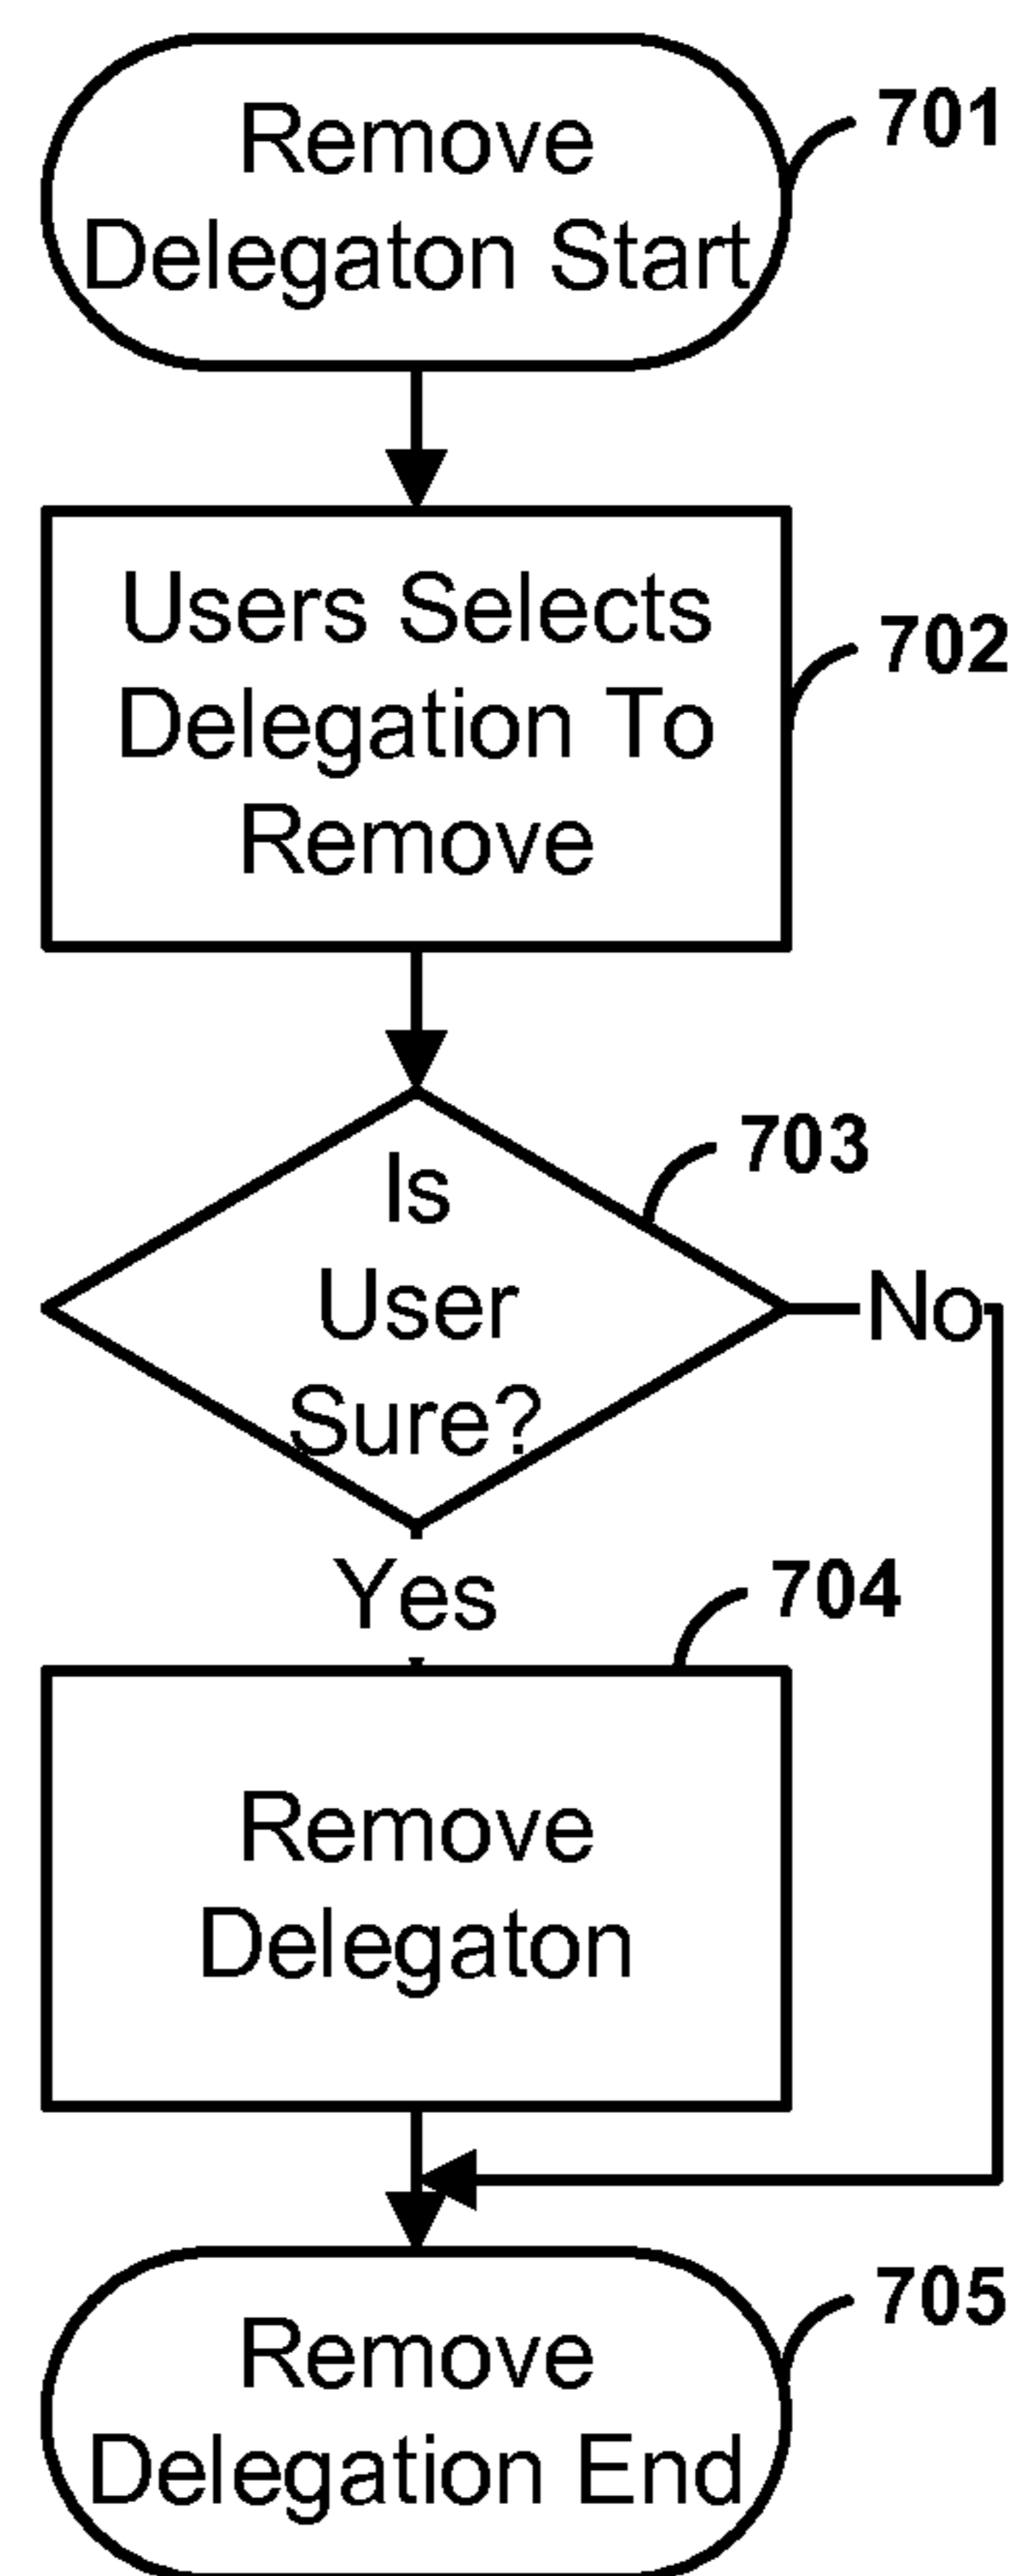 Remove
Delegaton Start
701
Users Selects
Delegation To
Remove
702
Is
User
Sure?
703
No
Yes
704
Remove
Delegaton
Remove
Delegation End
705